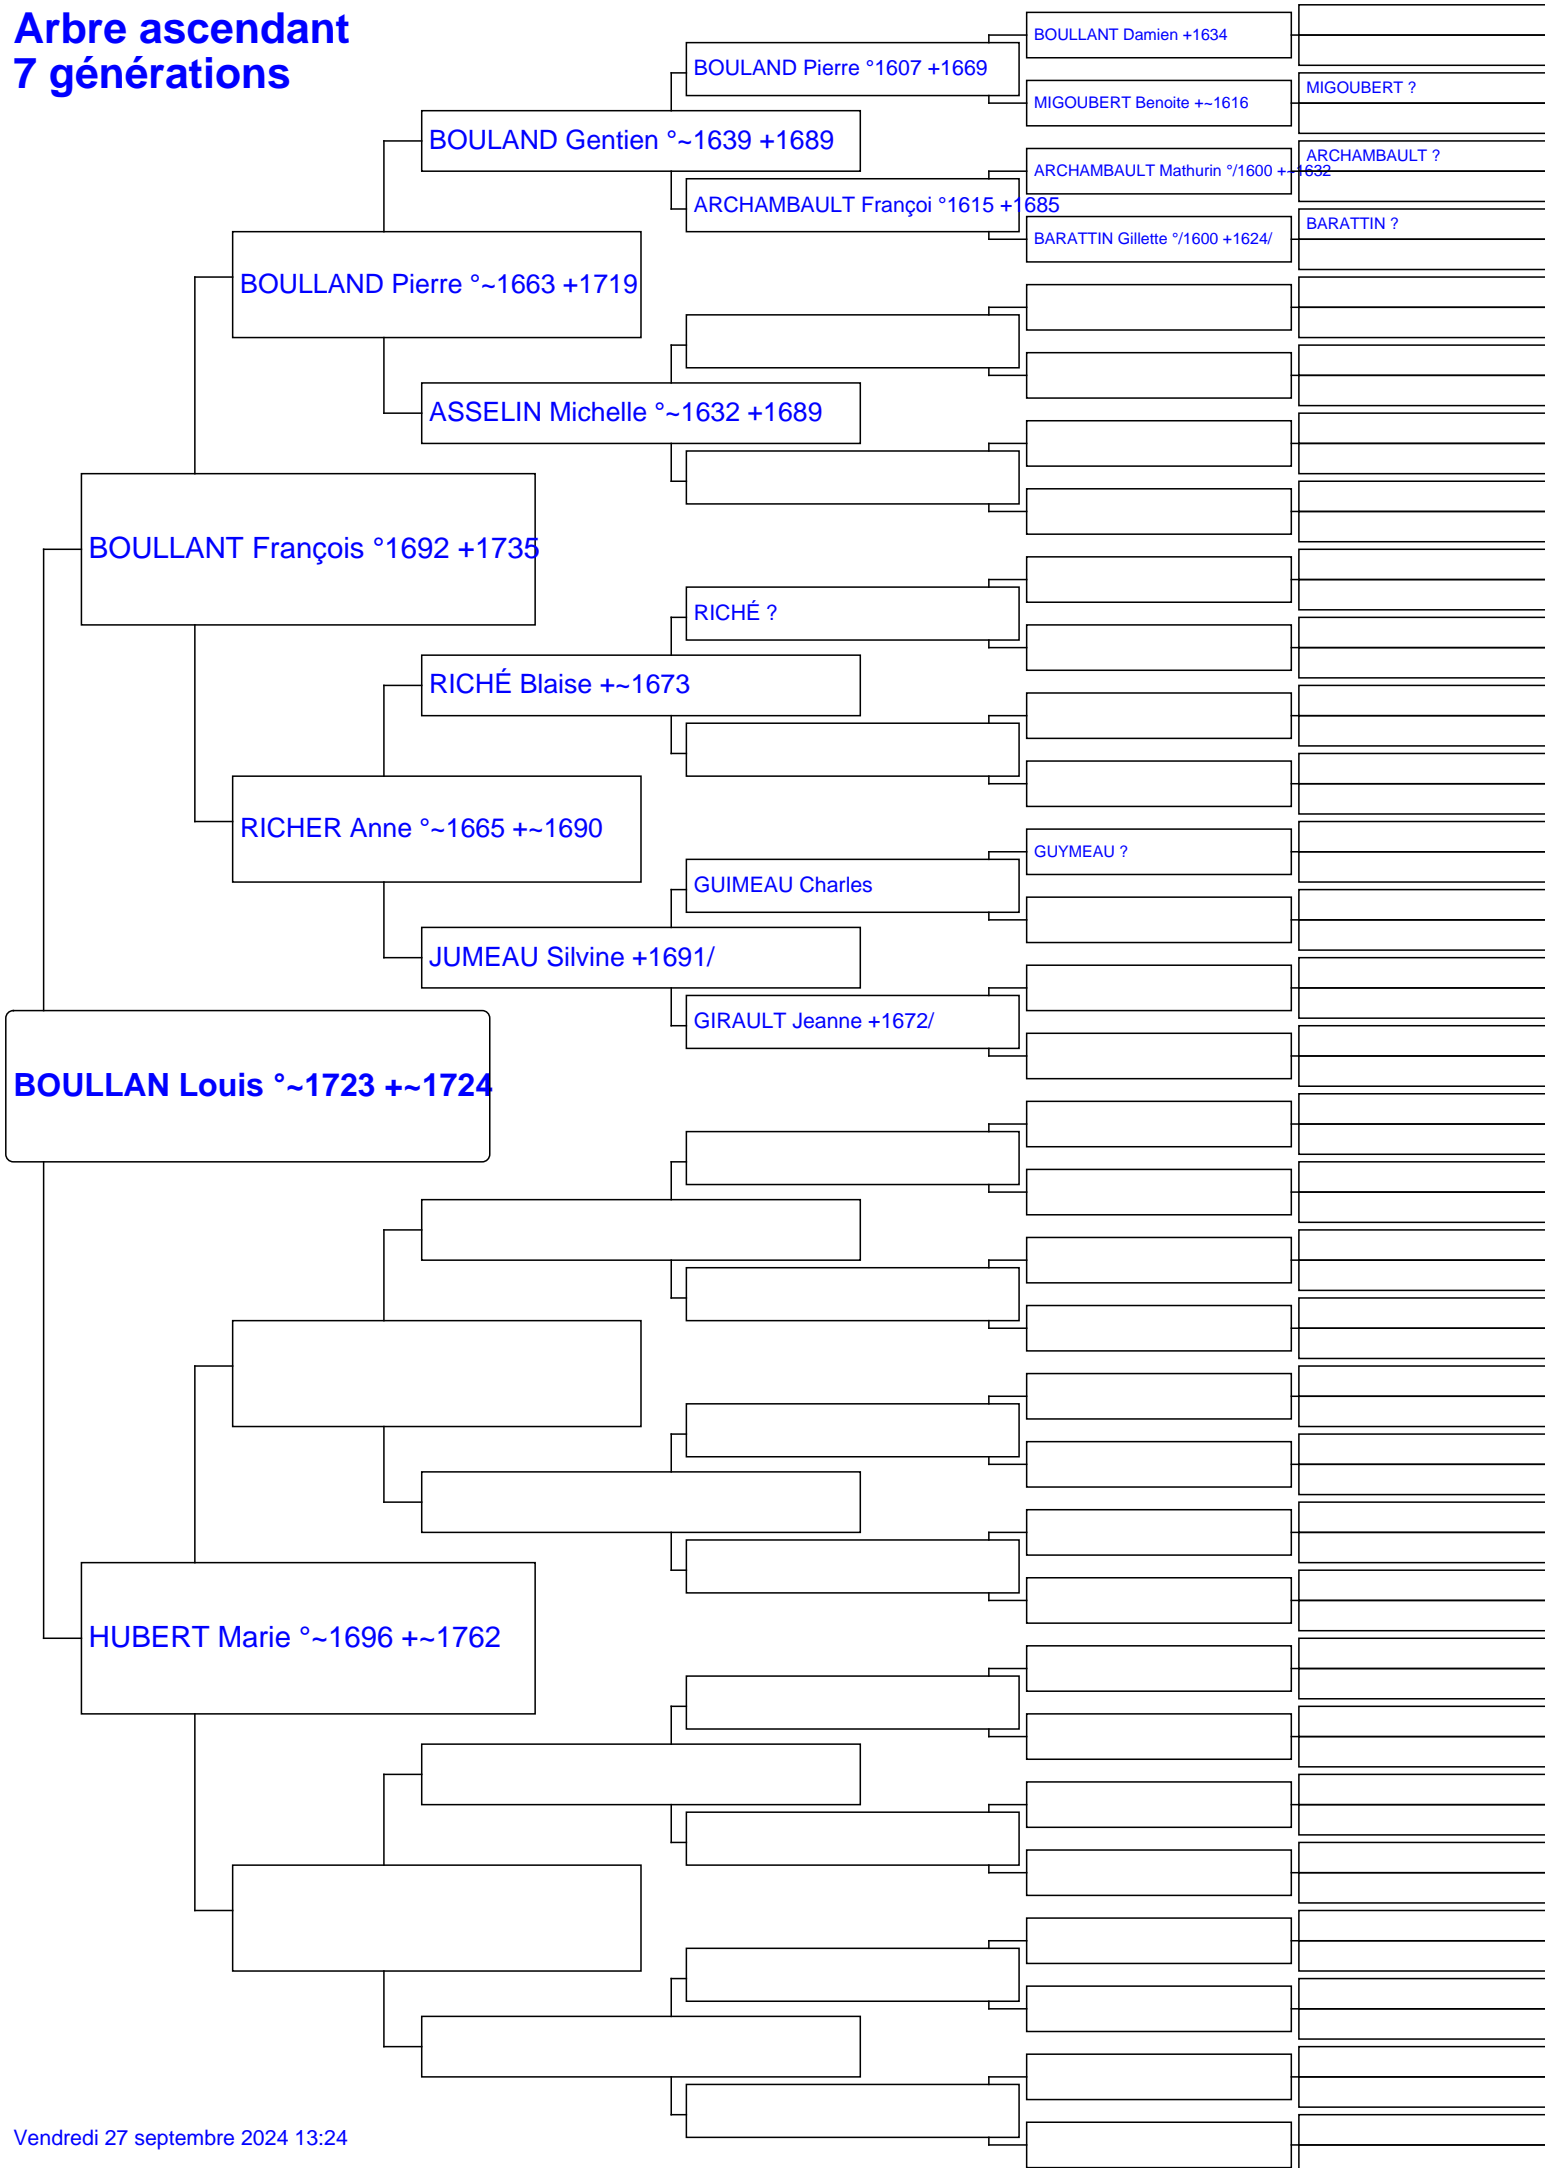 Arbre ascendant
7 générations
BOULLANT Damien +1634
BOULAND Pierre °1607 +1669
MIGOUBERT ?
MIGOUBERT Benoite +~1616
BOULAND Gentien °~1639 +1689
ARCHAMBAULT ?
ARCHAMBAULT Mathurin °/1600 +~1632
ARCHAMBAULT Françoi °1615 +1685
BARATTIN ?
BARATTIN Gillette °/1600 +1624/
BOULLAND Pierre °~1663 +1719
ASSELIN Michelle °~1632 +1689
BOULLANT François °1692 +1735
RICHÉ ?
RICHÉ Blaise +~1673
RICHER Anne °~1665 +~1690
GUYMEAU ?
GUIMEAU Charles
JUMEAU Silvine +1691/
GIRAULT Jeanne +1672/
BOULLAN Louis °~1723 +~1724
HUBERT Marie °~1696 +~1762
Vendredi 27 septembre 2024 13:24